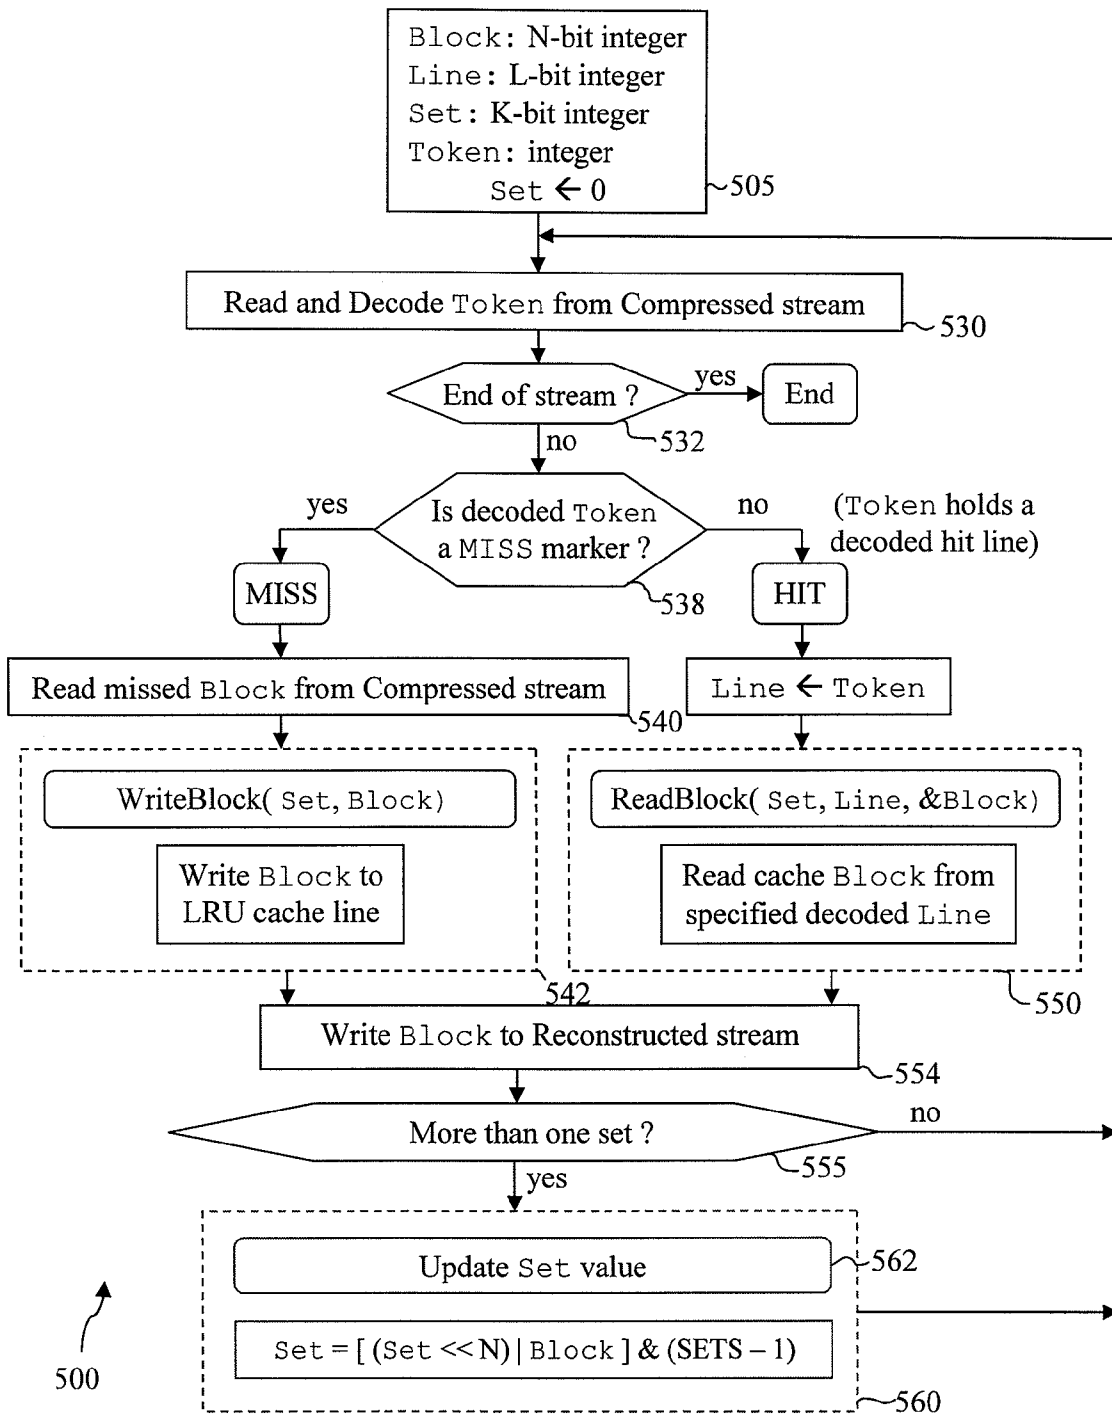 Block: N-bit integer
Line: L-bit integer
Set: K-bit integer
Token: integer
Set ← 0
505
Read and Decode Token from Compressed stream
530
End of stream ?
yes
End
532
no
yes
Is decoded Token
a MISS marker ?
no
(Token holds a
decoded hit line)
538
MISS
HIT
Read missed Block from Compressed stream
540
Line ← Token
WriteBlock( Set, Block)
Write Block to
LRU cache line
542
ReadBlock( Set, Line, &Block)
Read cache Block from
specified decoded Line
550
Write Block to Reconstructed stream
554
More than one set ?
no
555
yes
Update Set value
562
Set = [ (Set << N) | Block ] & (SETS – 1)
560
500